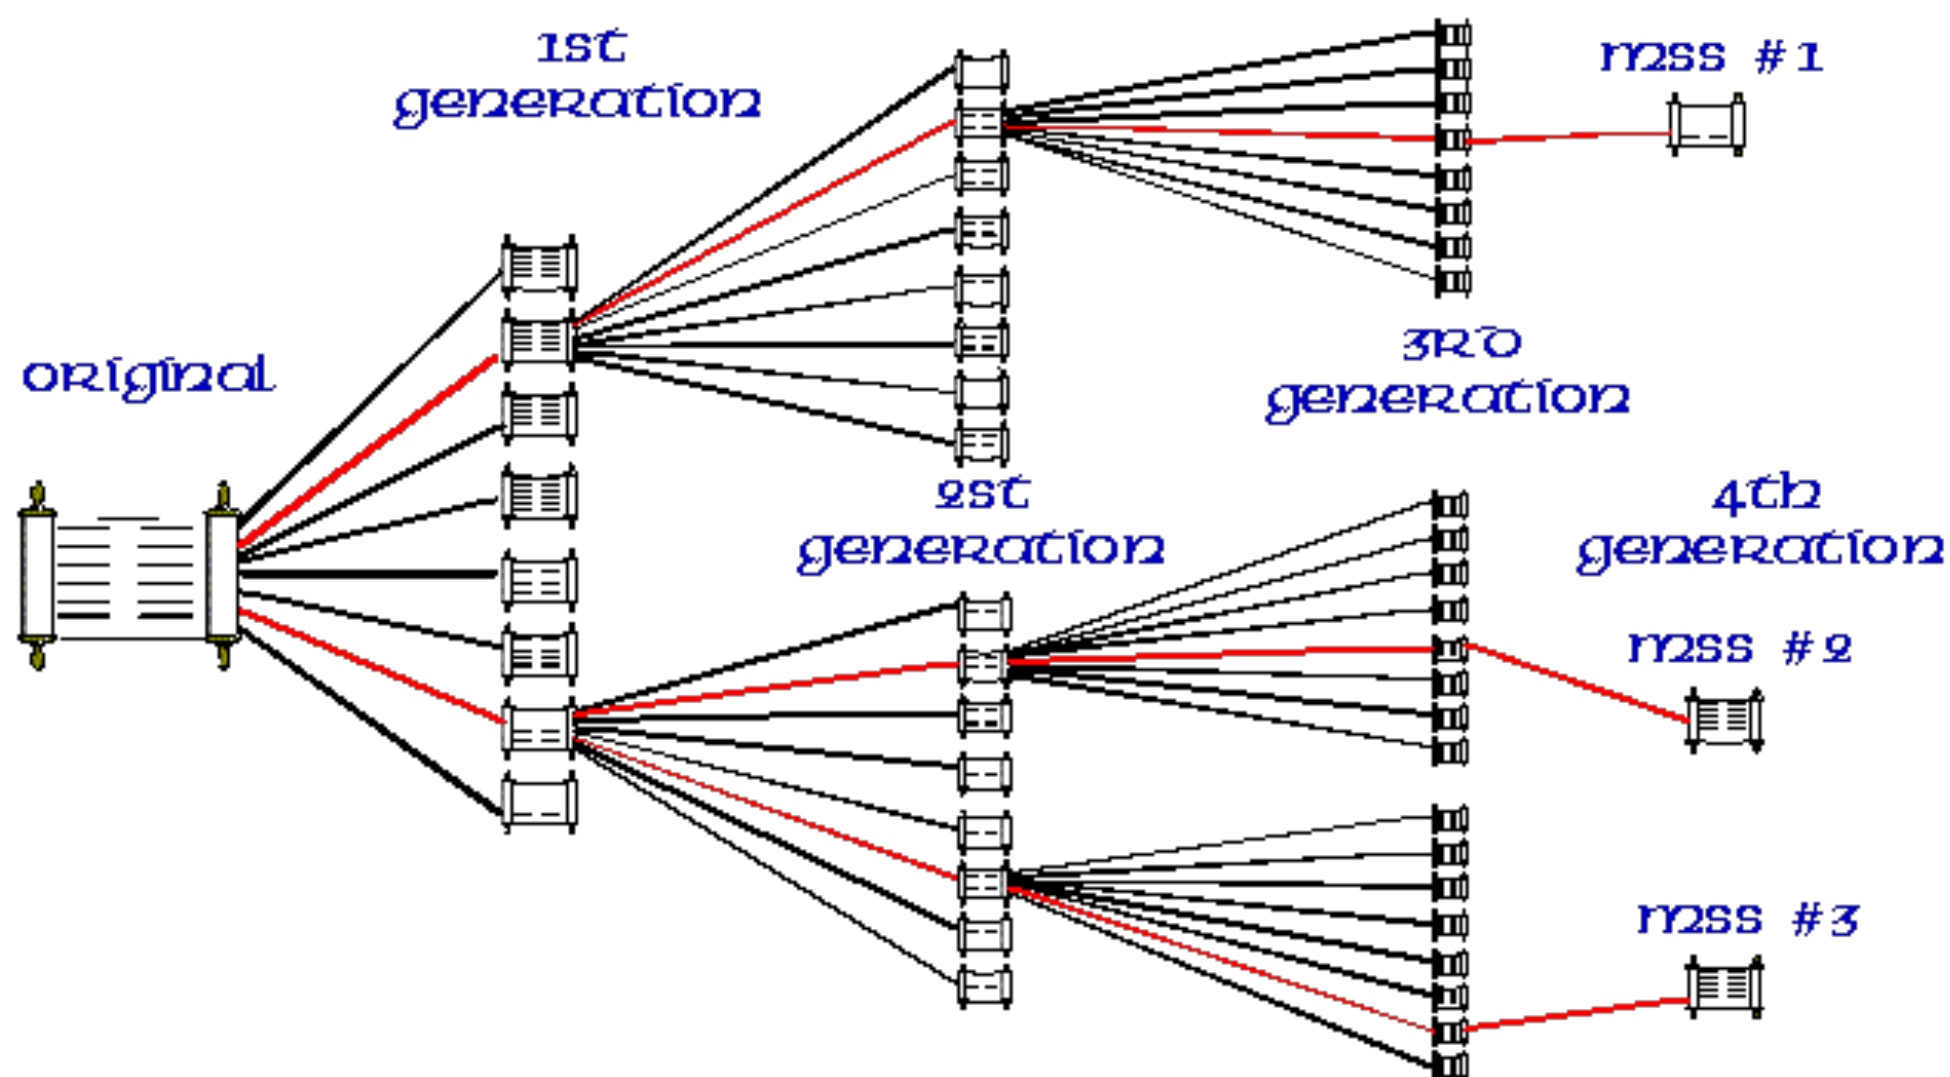 1st
generation
mss #1
original
3rd
generation
2st
generation
4th
generation
mss #2
mss #3